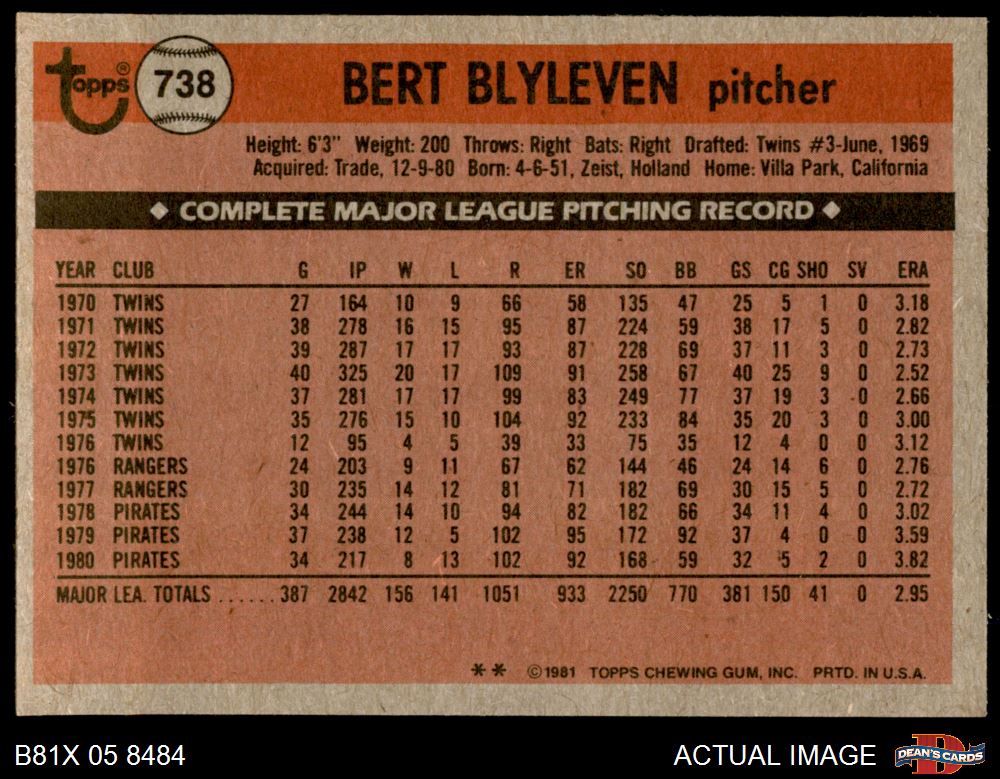 topps® 738 BERT BLYLEVEN pitcher
Height: 6'3" Weight: 200 Throws: Right Bats: Right Drafted: Twins #3-June, 1969
Acquired: Trade, 12-9-80 Born: 4-6-51, Zeist, Holland Home: Villa Park, California
◆ COMPLETE MAJOR LEAGUE PITCHING RECORD ◆
YEAR CLUB G IP W L R ER SO BB GS CG SHO SV ERA
1970 TWINS 27 164 10 9 66 58 135 47 25 5 1 0 3.18
1971 TWINS 38 278 16 15 95 87 224 59 38 17 5 0 2.82
1972 TWINS 39 287 17 17 93 87 228 69 37 11 3 0 2.73
1973 TWINS 40 325 20 17 109 91 258 67 40 25 9 0 2.52
1974 TWINS 37 281 17 17 99 83 249 77 37 19 3 0 2.66
1975 TWINS 35 276 15 10 104 92 233 84 35 20 3 0 3.00
1976 TWINS 12 95 4 5 39 33 75 35 12 4 0 0 3.12
1976 RANGERS 24 203 9 11 67 62 144 46 24 14 6 0 2.76
1977 RANGERS 30 235 14 12 81 71 182 69 30 15 5 0 2.72
1978 PIRATES 34 244 14 10 94 82 182 66 34 11 4 0 3.02
1979 PIRATES 37 238 12 5 102 95 172 92 37 4 0 0 3.59
1980 PIRATES 34 217 8 13 102 92 168 59 32 5 2 0 3.82
MAJOR LEA. TOTALS ......387 2842 156 141 1051 933 2250 770 381 150 41 0 2.95
** ©1981 TOPPS CHEWING GUM, INC. PRTD. IN U.S.A.
B81X 05 8484 ACTUAL IMAGE D DEAN'S CARDS